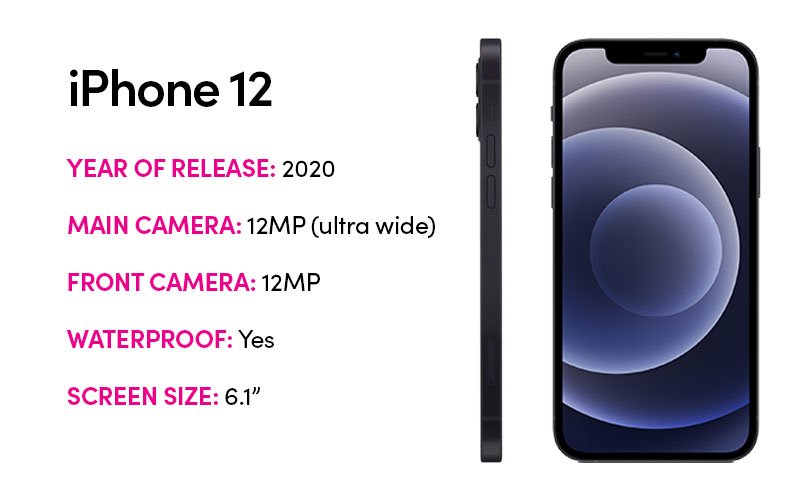 iPhone 12
YEAR OF RELEASE: 2020
MAIN CAMERA: 12MP (ultra wide)
FRONT CAMERA: 12MP
WATERPROOF: Yes
SCREEN SIZE: 6.1”